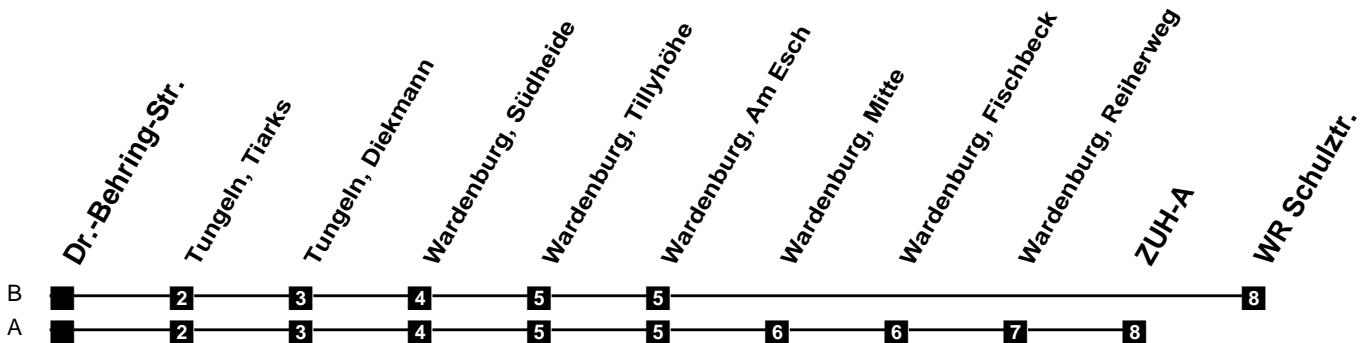 Dr.-Behring-Str.
Tungeln, Tiarks
Tungeln, Diekmann
Wardenburg, Südheide
Wardenburg, Tillyhöhe
Wardenburg, Am Esch
Wardenburg, Mitte
Wardenburg, Fischbeck
Wardenburg, Reiherweg
ZUH-A
WR Schulztr.
B 2 3 4 5 5 8
A 2 3 4 5 5 6 6 7 8